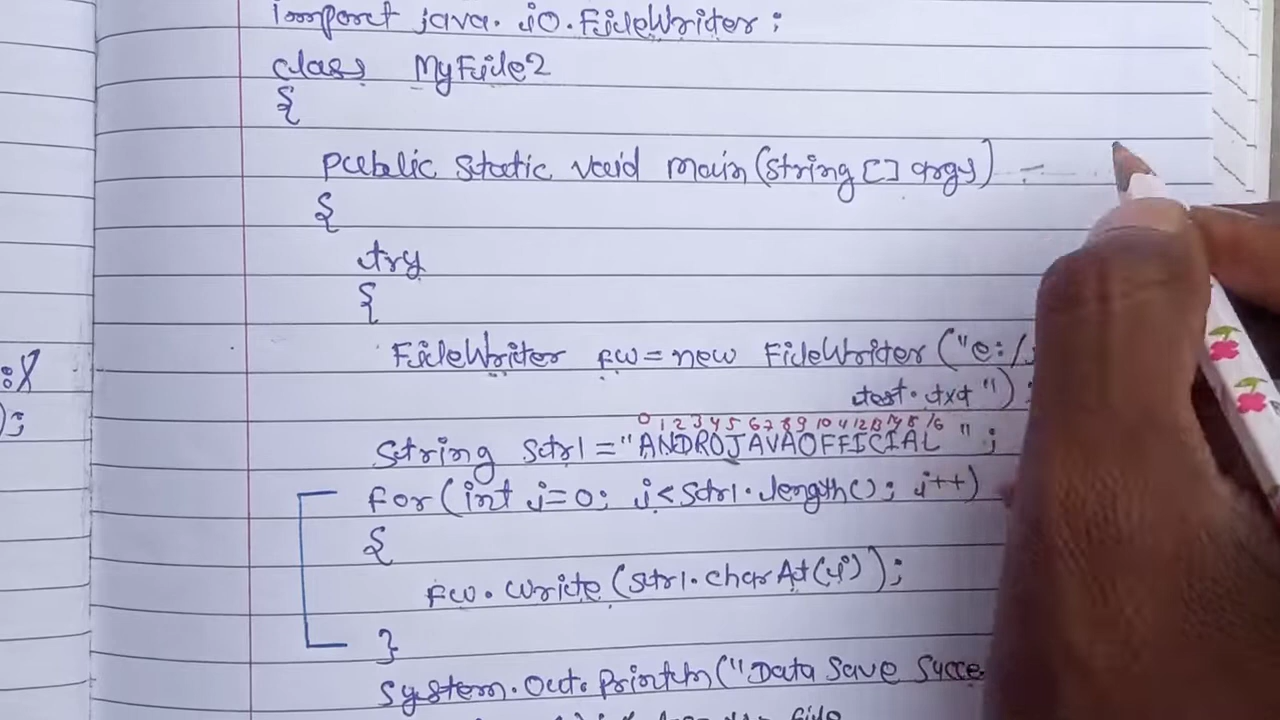 import java.io.FileWriter;
class MyFile2
{
public static void main(String [] args)
{
try
{
FileWriter fw = new FileWriter("e:/
:X
test.txt");
);
0 1 2 3 4 5 6 7 8 9 10 11 12 13 14 15 16
String str1 = "ANDROJAVAOFFICIAL";
for(int i=0; i<str1.length(); i++)
{
fw.write(str1.charAt(i));
}
System.out.println("Data Save Succe
file